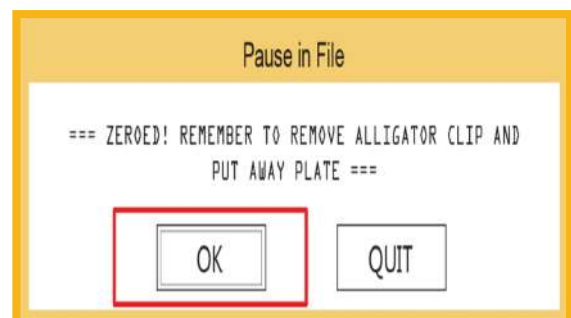 Pause in File
=== ZEROED! REMEMBER TO REMOVE ALLIGATOR CLIP AND
PUT AWAY PLATE ===
OK
QUIT